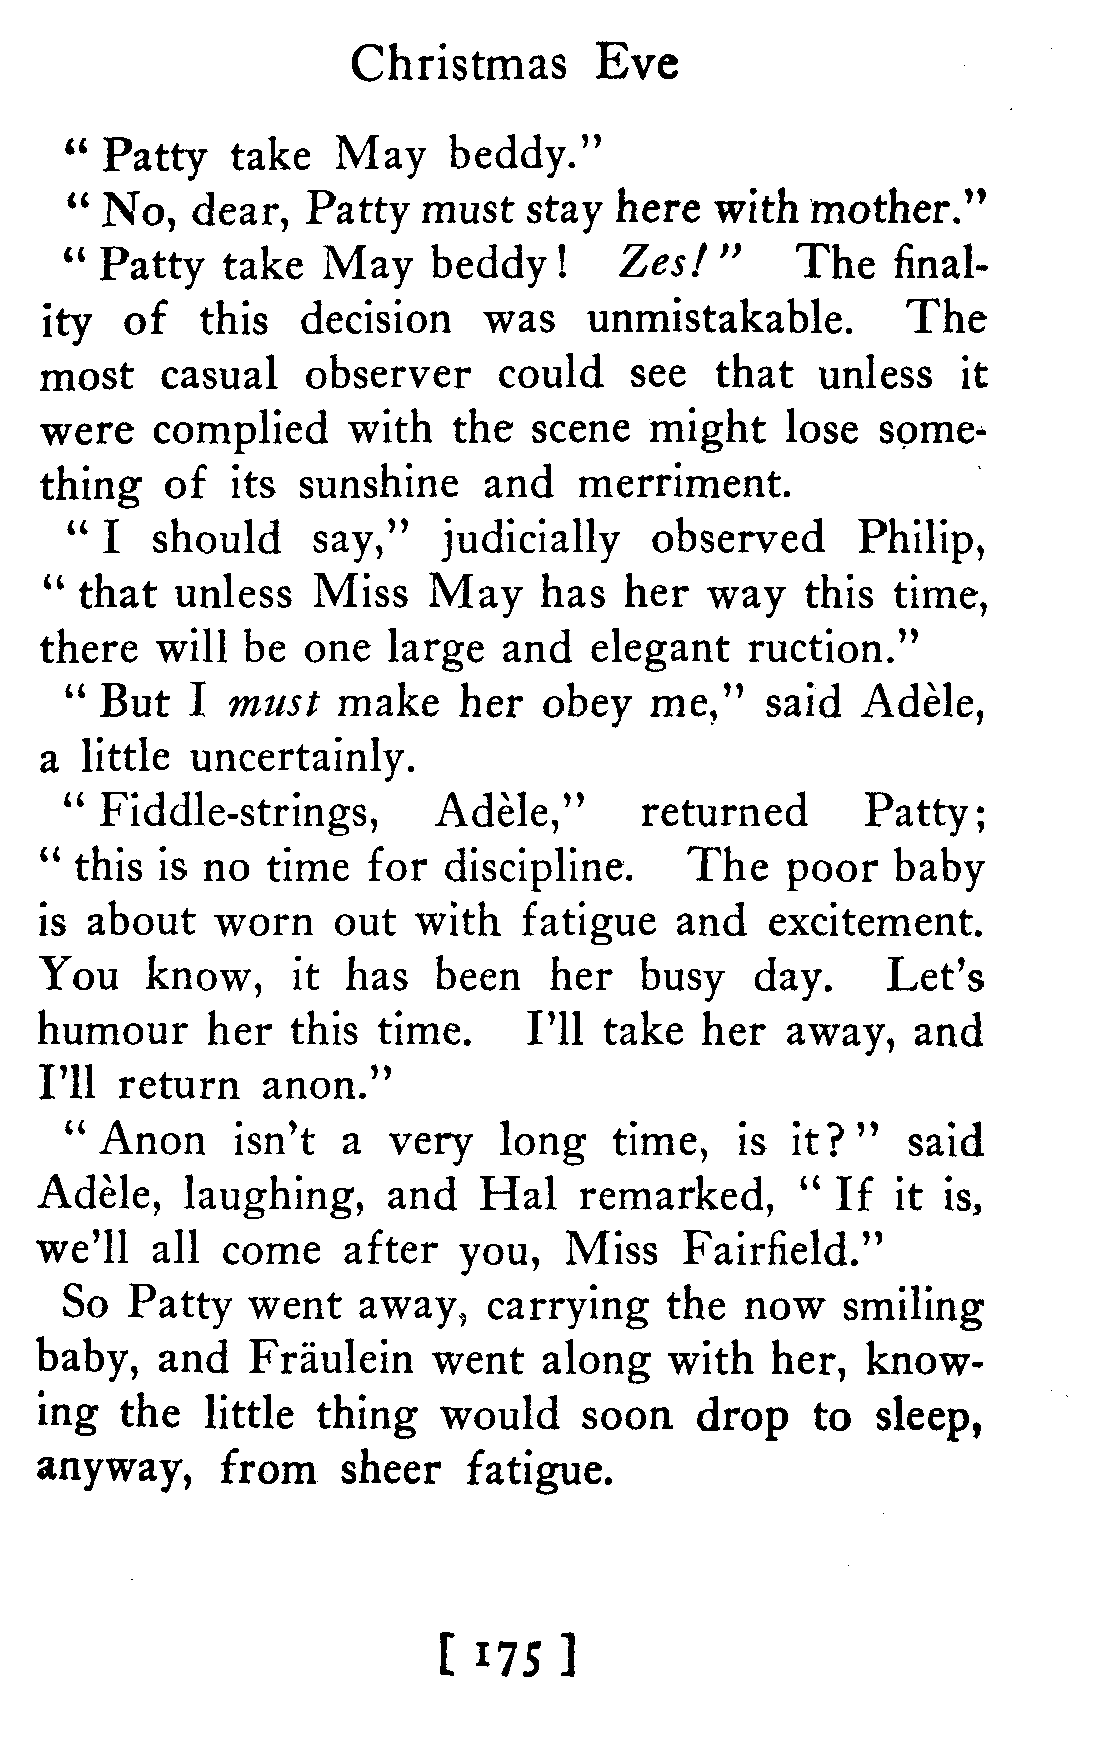 Christmas Eve
“ Patty take May beddy.”
“ No, dear, Patty must stay here with mother.”
“ Patty take May beddy! Zes! ” The final-
ity of this decision was unmistakable. The
most casual observer could see that unless it
were complied with the scene might lose some-
thing of its sunshine and merriment.
“ I should say,” judicially observed Philip,
“ that unless Miss May has her way this time,
there will be one large and elegant ruction.”
“ But I must make her obey me,” said Adèle,
a little uncertainly.
“ Fiddle-strings, Adèle,” returned Patty;
“ this is no time for discipline. The poor baby
is about worn out with fatigue and excitement.
You know, it has been her busy day. Let’s
humour her this time. I’ll take her away, and
I’ll return anon.”
“ Anon isn’t a very long time, is it? ” said
Adèle, laughing, and Hal remarked, “ If it is,
we’ll all come after you, Miss Fairfield.”
So Patty went away, carrying the now smiling
baby, and Fräulein went along with her, know-
ing the little thing would soon drop to sleep,
anyway, from sheer fatigue.
[ 175 ]